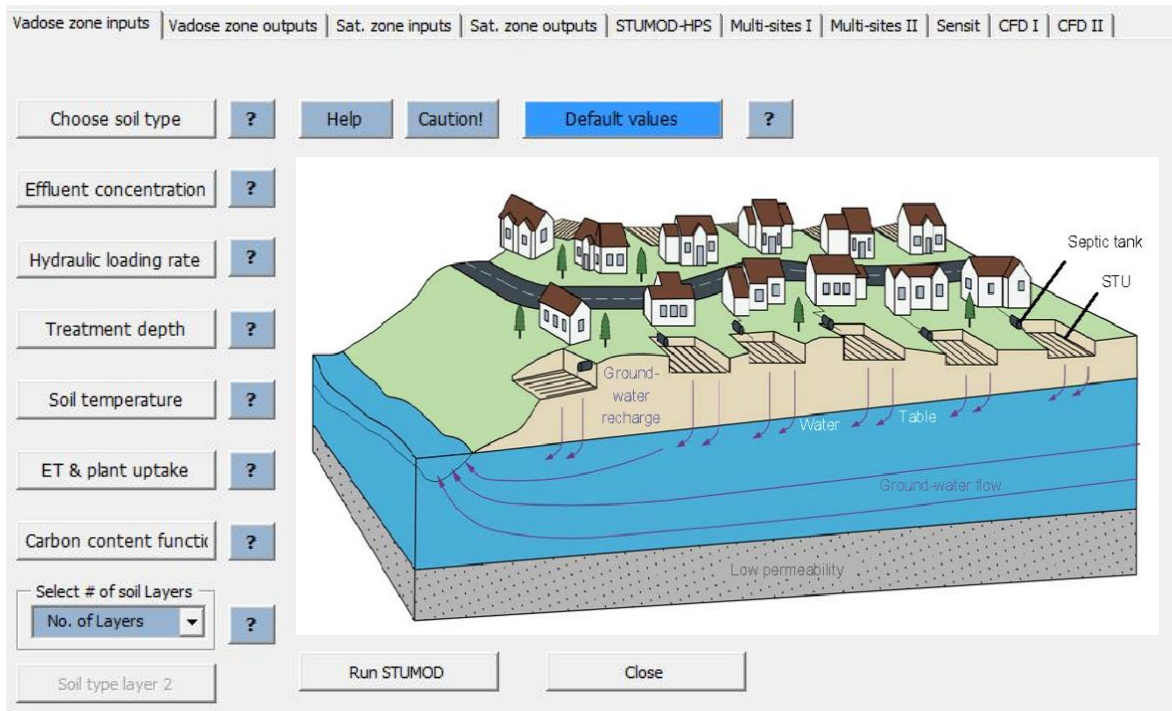 Vadose zone inputs
Vadose zone outputs
Sat. zone inputs
Sat. zone outputs
STUMOD-HPS
Multi-sites I
Multi-sites II
Sensit
CFD I
CFD II
Choose soil type
?
Help
Caution!
Default values
?
Effluent concentration
?
Hydraulic loading rate
?
Treatment depth
?
Soil temperature
?
ET & plant uptake
?
Carbon content functic
?
Select # of soil Layers
No. of Layers
?
Soil type layer 2
Septic tank
STU
Ground-
water
recharge
Water
Table
Ground-water flow
Low permeability
Run STUMOD
Close